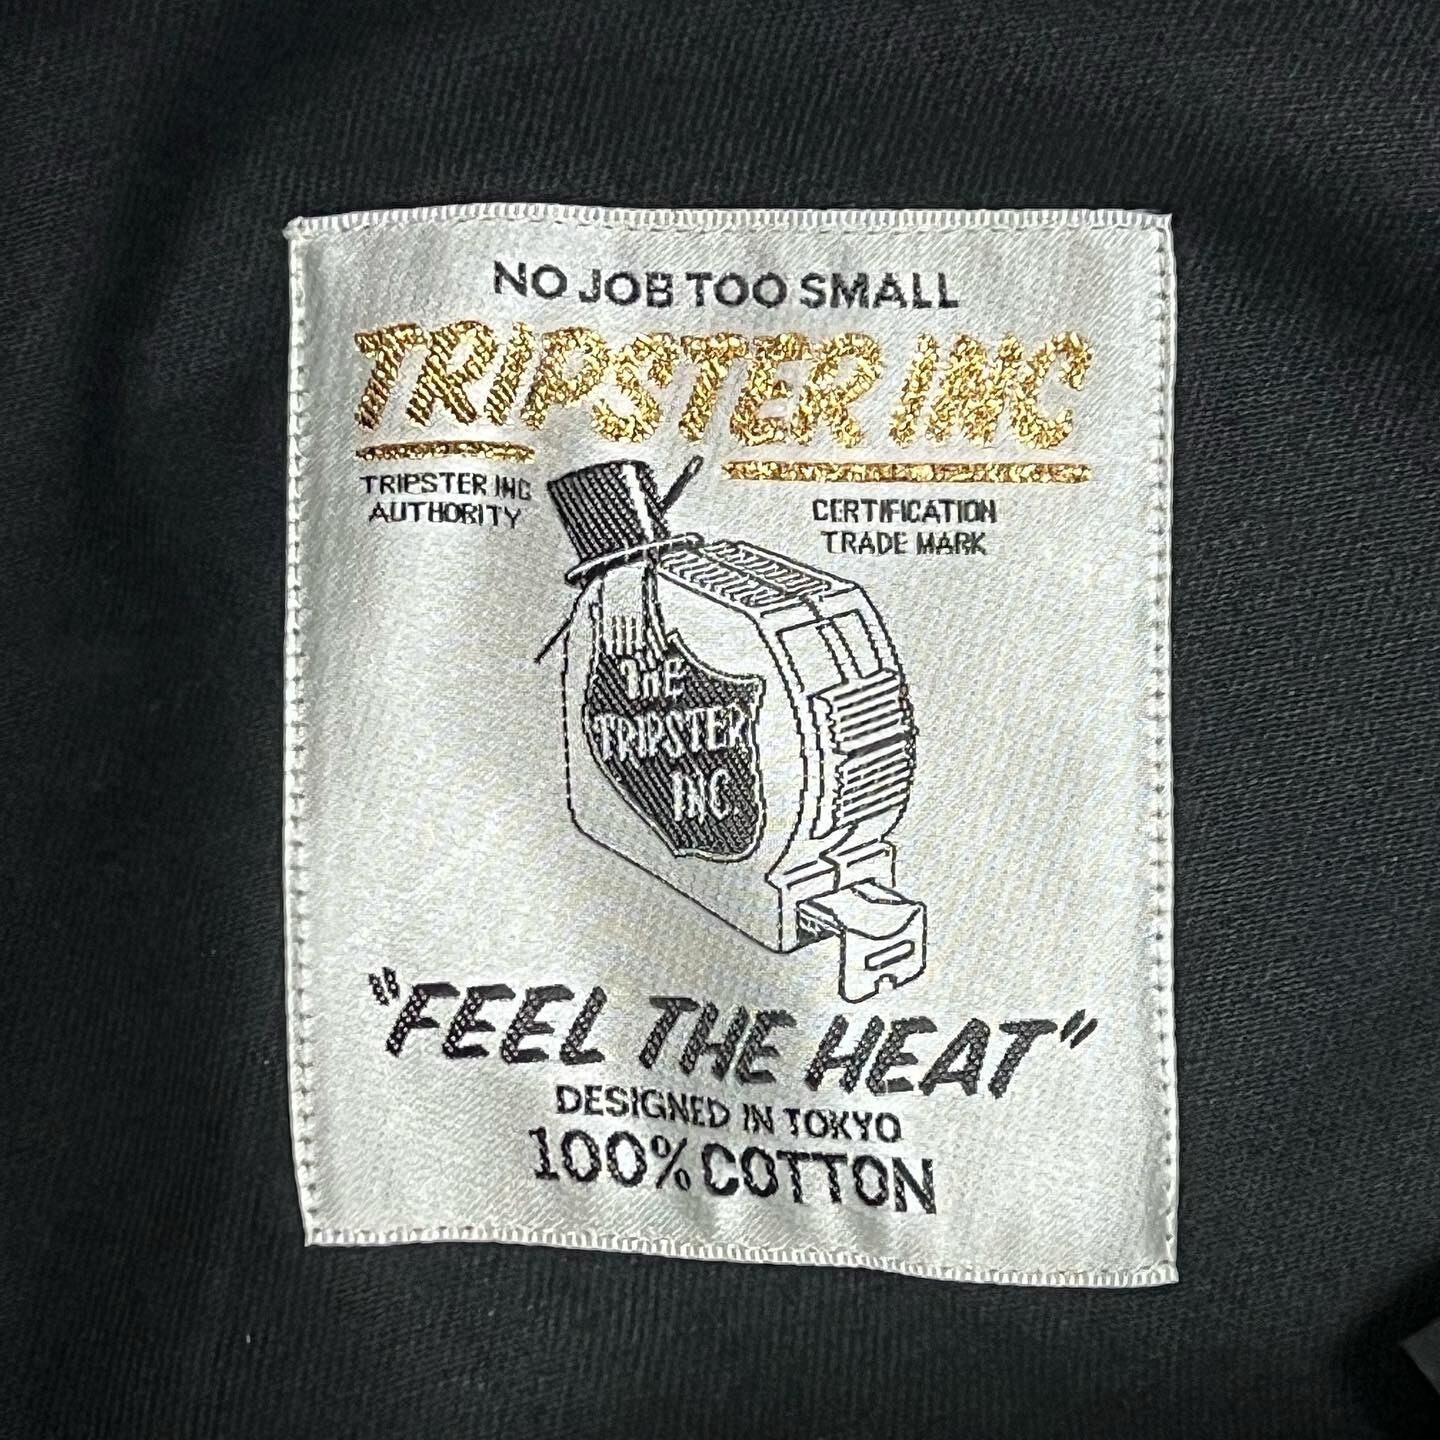 NO JOB TOO SMALL
TRIPSTER INC
TRIPSTER INC
AUTHORITY
CERTIFICATION
TRADE MARK
THE
TRIPSTER
INC
"FEEL THE HEAT"
DESIGNED IN TOKYO
100% COTTON